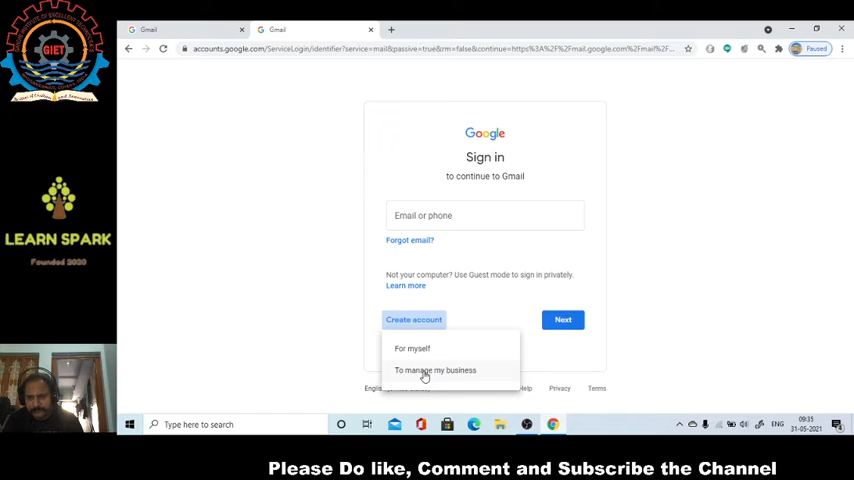 GIET
LEARN SPARK
Founded 2020
Gmail
Gmail
accounts.google.com/ServiceLogin/identifier?service=mail&passive=true&rm=false&continue=https%3A%2F%2Fmail.google.com%2Fmail%2F...
Paused
Google
Sign in
to continue to Gmail
Email or phone
Forgot email?
Not your computer? Use Guest mode to sign in privately.
Learn more
Create account
Next
For myself
To manage my business
Help
Privacy
Terms
Type here to search
ENG
09:35
31-05-2021
Please Do like, Comment and Subscribe the Channel